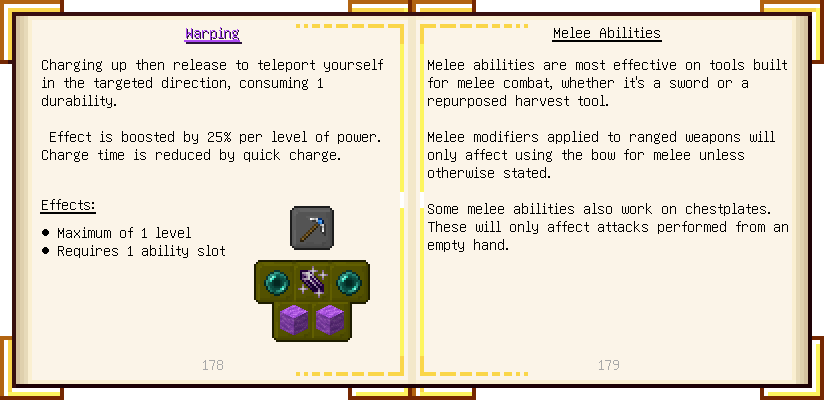 Warping
Charging up then release to teleport yourself
in the targeted direction, consuming 1
durability.
Effect is boosted by 25% per level of power.
Charge time is reduced by quick charge.
Effects:
● Maximum of 1 level
● Requires 1 ability slot
178
Melee Abilities
Melee abilities are most effective on tools built
for melee combat, whether it's a sword or a
repurposed harvest tool.
Melee modifiers applied to ranged weapons will
only affect using the bow for melee unless
otherwise stated.
Some melee abilities also work on chestplates.
These will only affect attacks performed from an
empty hand.
179